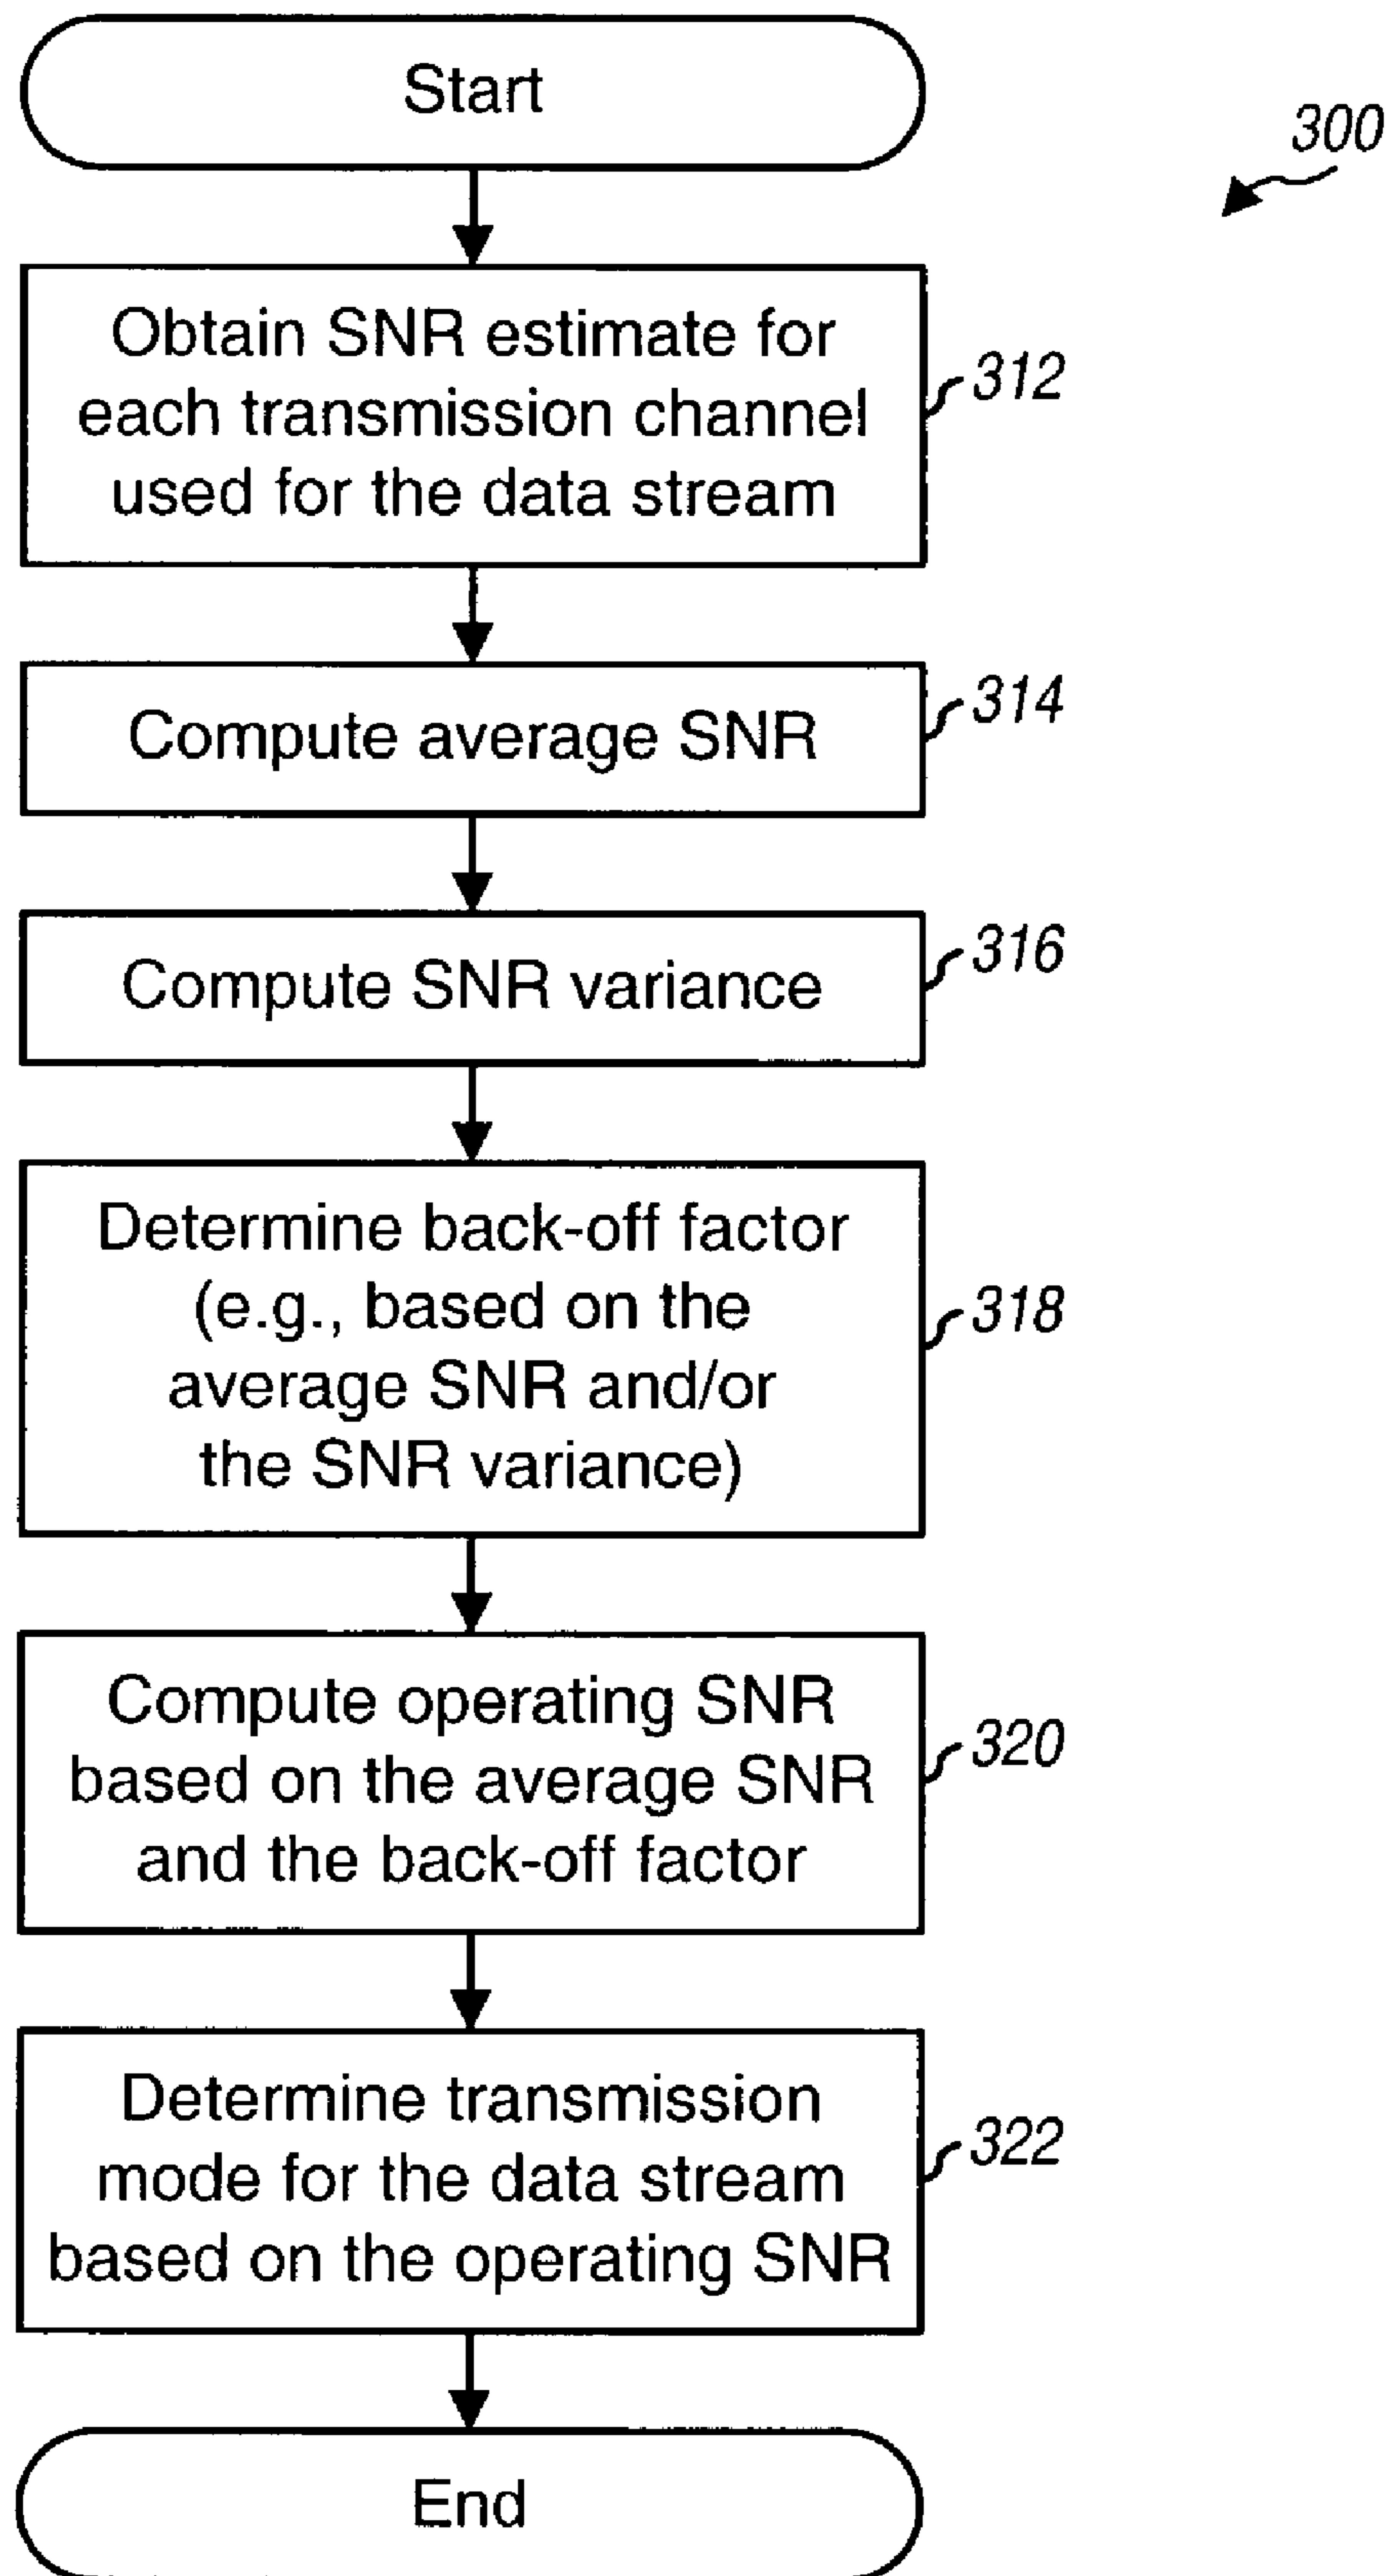 Start
300
Obtain SNR estimate for
each transmission channel
used for the data stream
312
Compute average SNR
314
Compute SNR variance
316
Determine back-off factor
(e.g., based on the
average SNR and/or
the SNR variance)
318
Compute operating SNR
based on the average SNR
and the back-off factor
320
Determine transmission
mode for the data stream
based on the operating SNR
322
End